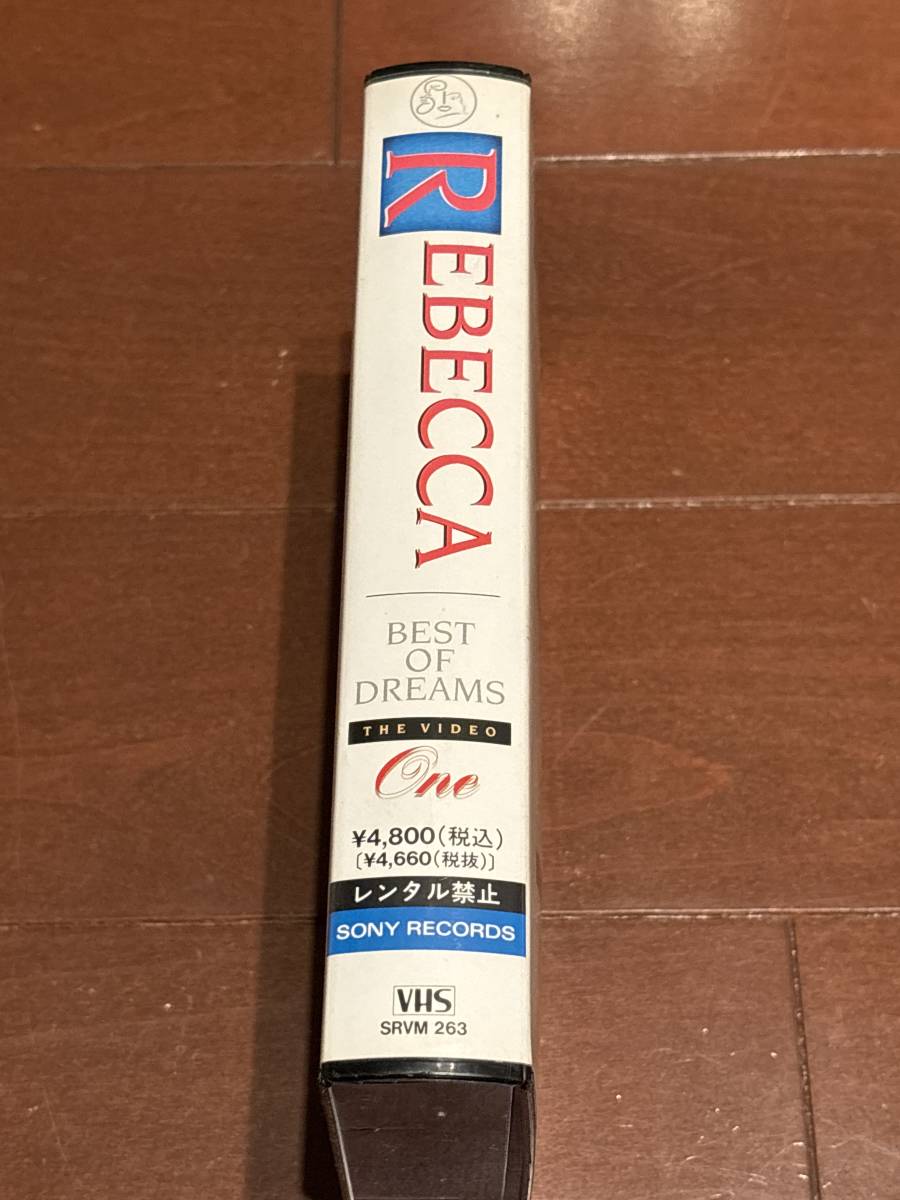 REBECCA
BEST
OF
DREAMS
THE VIDEO
One
¥4,800(税込)
[¥4,660(税抜)]
レンタル禁止
SONY RECORDS
VHS
SRVM 263